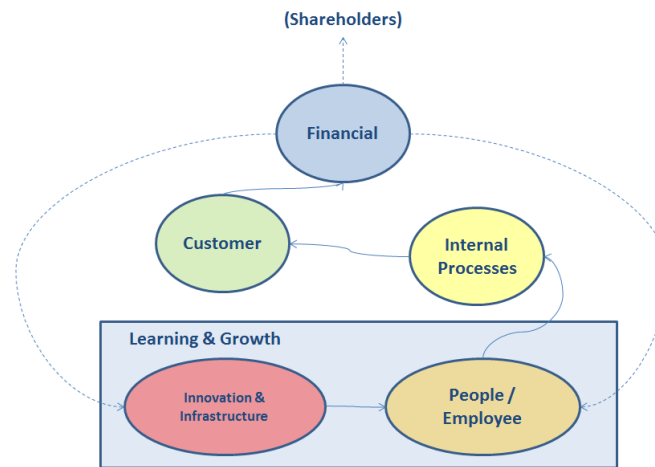 (Shareholders)
Financial
Customer
Internal
Processes
Learning & Growth
Innovation &
Infrastructure
People /
Employee